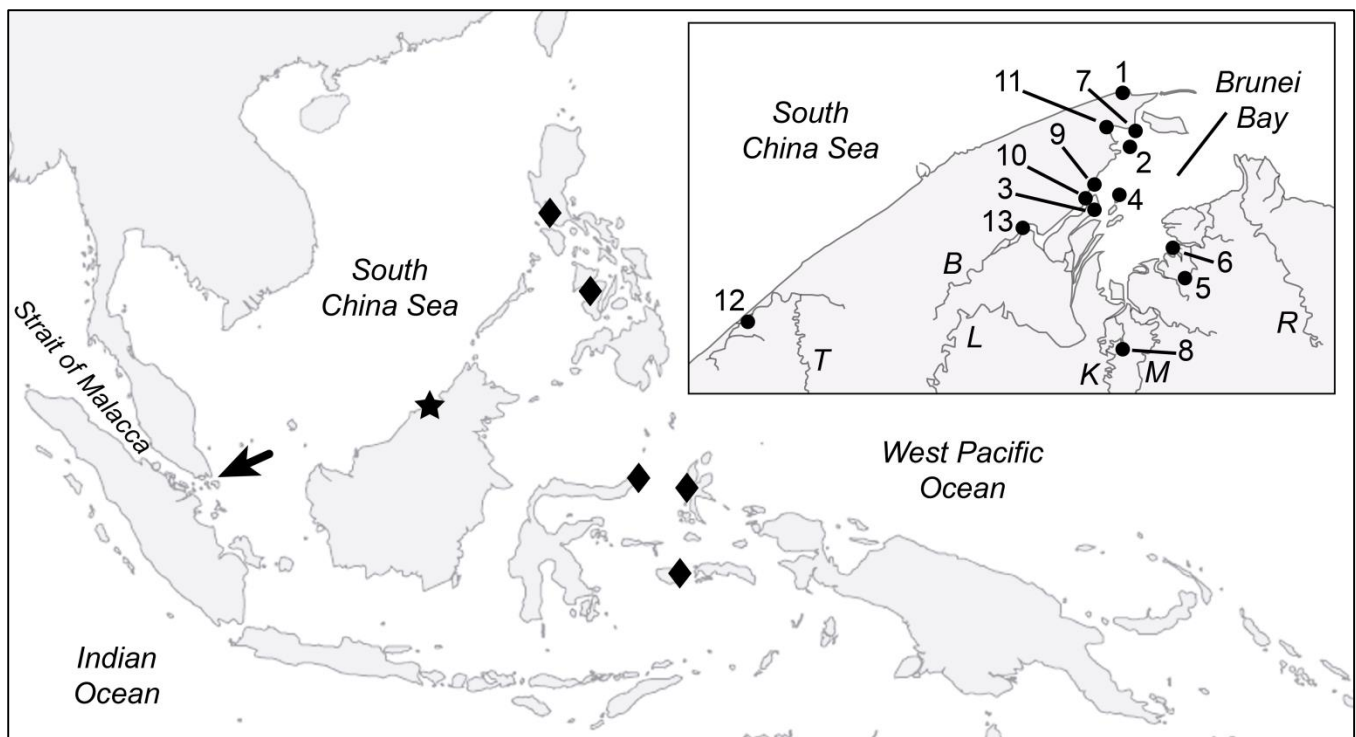 South
China Sea
Strait of Malacca
West Pacific
Ocean
Indian
Ocean
South
China Sea
Brunei
Bay
1
7
11
2
9
10
3
4
13
6
5
12
8
B
L
T
K
M
R